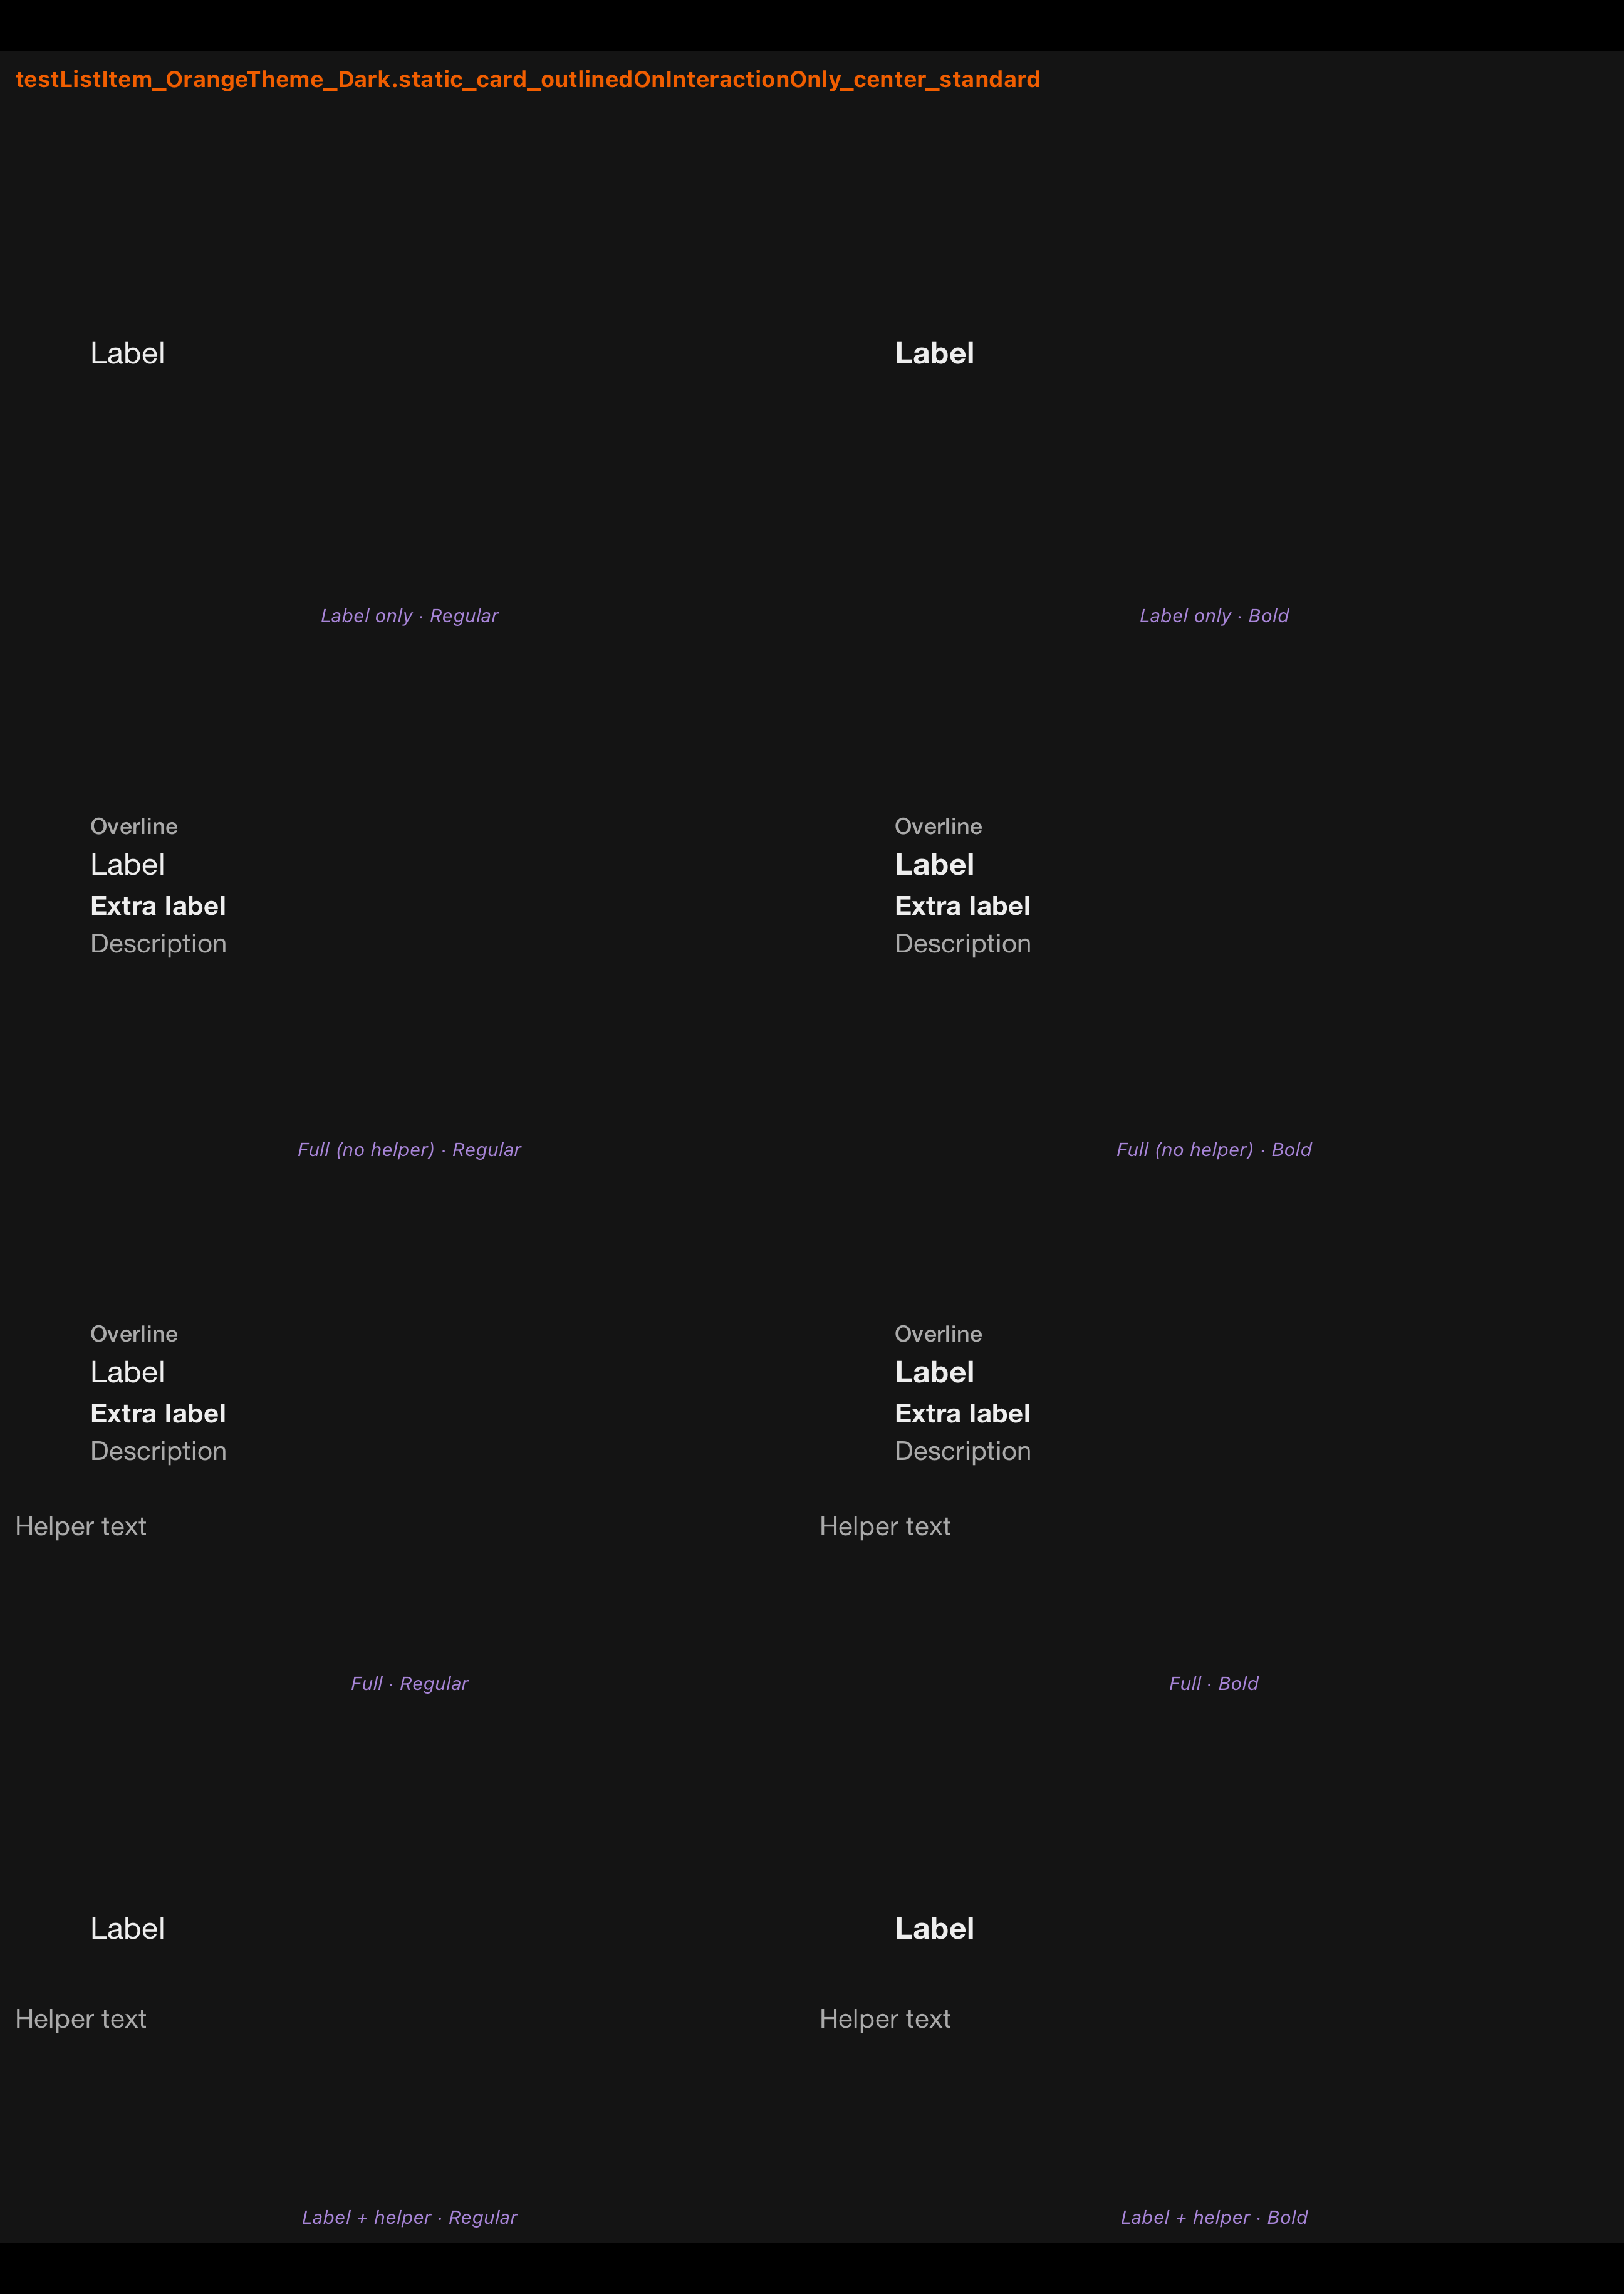 testListItem_OrangeTheme_Dark.static_card_outlinedOnInteractionOnly_center_standard
Label
Label
Label only · Regular
Label only · Bold
Overline
Label
Extra label
Description
Overline
Label
Extra label
Description
Full (no helper) · Regular
Full (no helper) · Bold
Overline
Label
Extra label
Description
Helper text
Overline
Label
Extra label
Description
Helper text
Full · Regular
Full · Bold
Label
Helper text
Label
Helper text
Label + helper · Regular
Label + helper · Bold